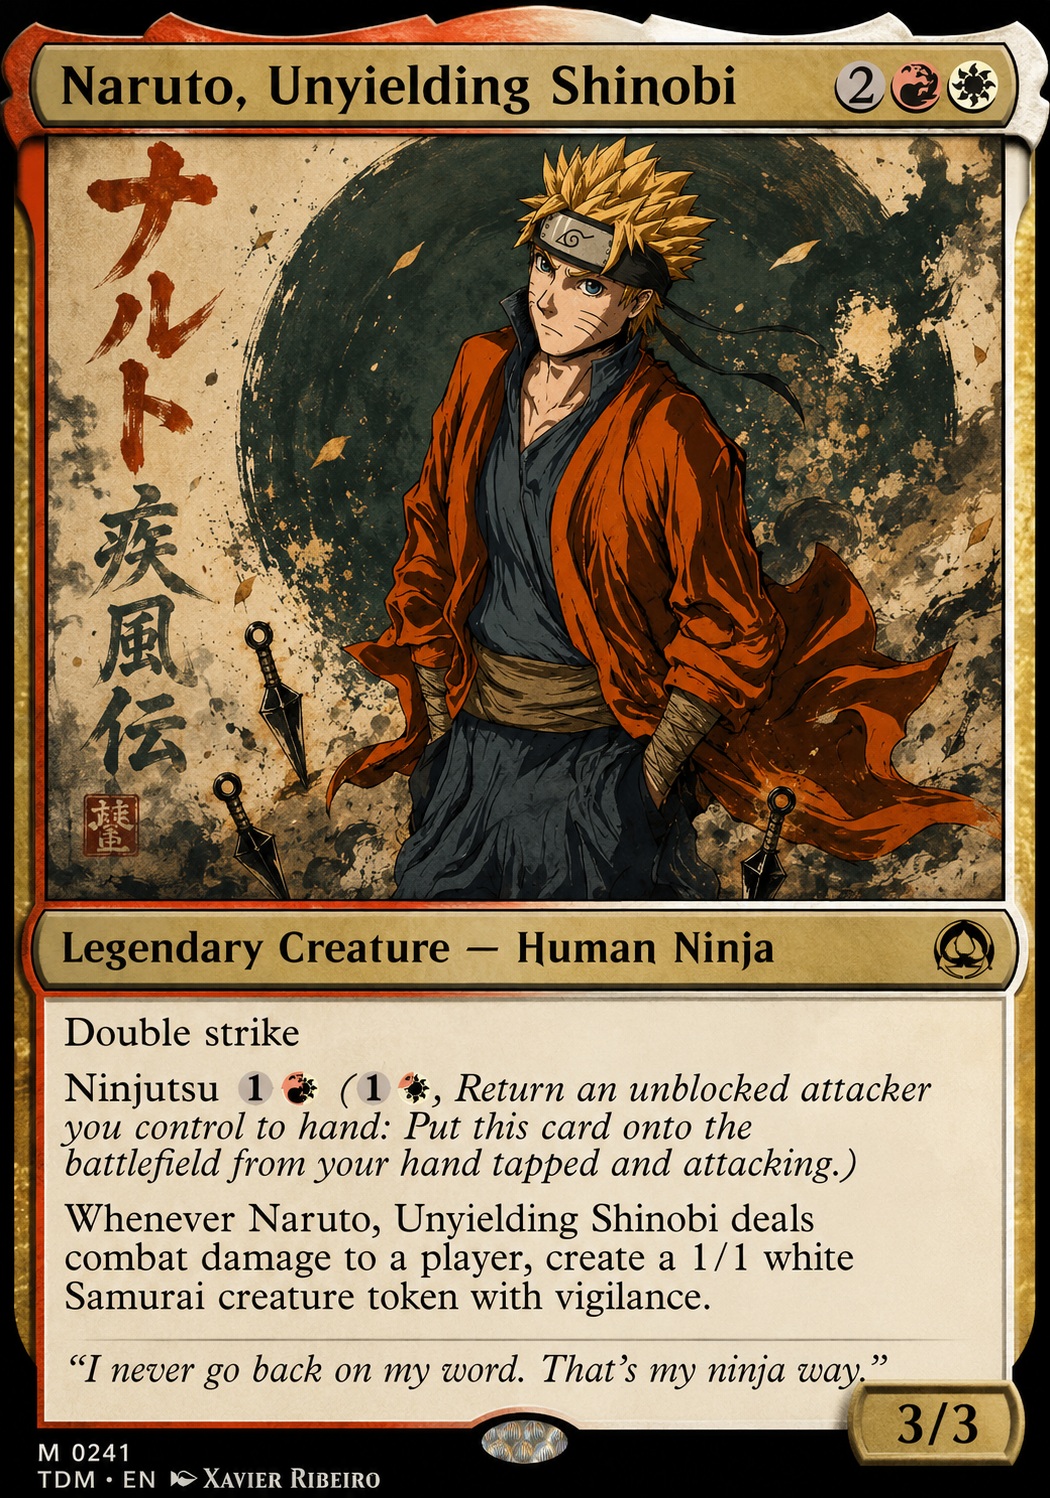 Naruto, Unyielding Shinobi 2
ナルト
疾風伝
Legendary Creature — Human Ninja
Double strike
Ninjutsu 1 (1 , Return an unblocked attacker
you control to hand: Put this card onto the
battlefield from your hand tapped and attacking.)
Whenever Naruto, Unyielding Shinobi deals
combat damage to a player, create a 1/1 white
Samurai creature token with vigilance.
“I never go back on my word. That’s my ninja way.”
3/3
M 0241
TDM • EN Xavier Ribeiro